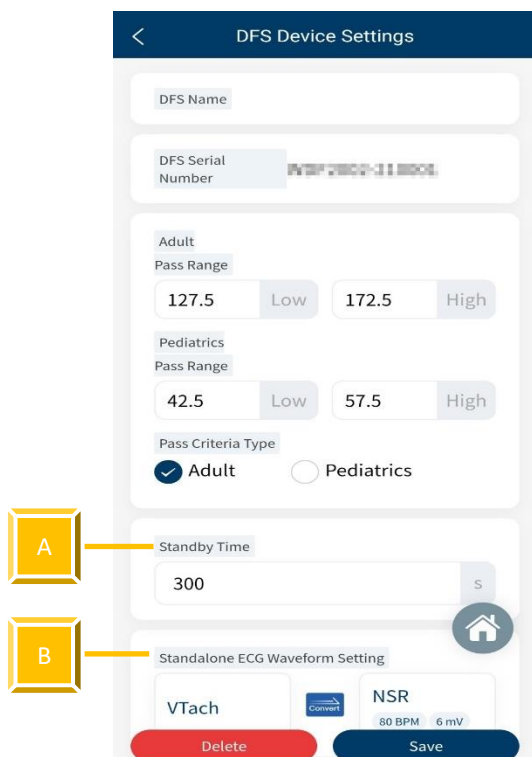 DFS Device Settings
DFS Name
DFS Serial
Number
Adult
Pass Range
127.5 Low 172.5 High
Pediatrics
Pass Range
42.5 Low 57.5 High
Pass Criteria Type
Adult Pediatrics
A
Standby Time
300 s
B
Standalone ECG Waveform Setting
VTach Convert NSR
80 BPM 6 mV
Delete Save